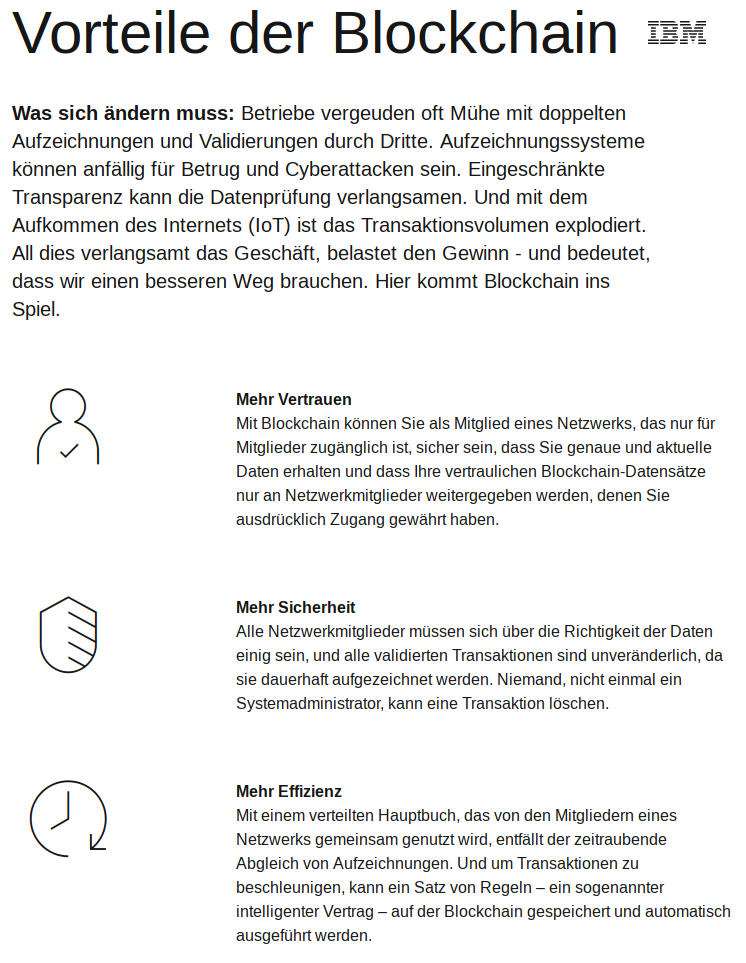 Vorteile der Blockchain IBM
Was sich ändern muss: Betriebe vergeuden oft Mühe mit doppelten
Aufzeichnungen und Validierungen durch Dritte. Aufzeichnungssysteme
können anfällig für Betrug und Cyberattacken sein. Eingeschränkte
Transparenz kann die Datenprüfung verlangsamen. Und mit dem
Aufkommen des Internets (IoT) ist das Transaktionsvolumen explodiert.
All dies verlangsamt das Geschäft, belastet den Gewinn - und bedeutet,
dass wir einen besseren Weg brauchen. Hier kommt Blockchain ins
Spiel.
Mehr Vertrauen
Mit Blockchain können Sie als Mitglied eines Netzwerks, das nur für
Mitglieder zugänglich ist, sicher sein, dass Sie genaue und aktuelle
Daten erhalten und dass Ihre vertraulichen Blockchain-Datensätze
nur an Netzwerkmitglieder weitergegeben werden, denen Sie
ausdrücklich Zugang gewährt haben.
Mehr Sicherheit
Alle Netzwerkmitglieder müssen sich über die Richtigkeit der Daten
einig sein, und alle validierten Transaktionen sind unveränderlich, da
sie dauerhaft aufgezeichnet werden. Niemand, nicht einmal ein
Systemadministrator, kann eine Transaktion löschen.
Mehr Effizienz
Mit einem verteilten Hauptbuch, das von den Mitgliedern eines
Netzwerks gemeinsam genutzt wird, entfällt der zeitraubende
Abgleich von Aufzeichnungen. Und um Transaktionen zu
beschleunigen, kann ein Satz von Regeln – ein sogenannter
intelligenter Vertrag – auf der Blockchain gespeichert und automatisch
ausgeführt werden.